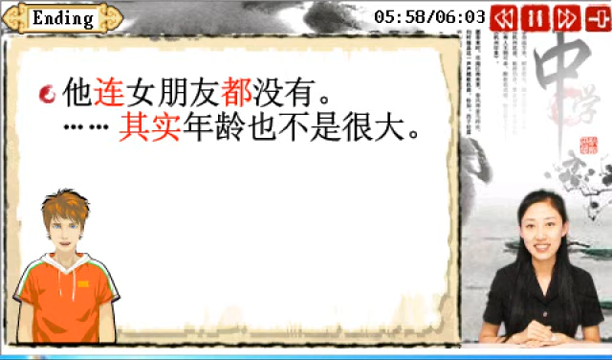 Ending
05:58/06:03
他连女朋友都没有。
…… 其实年龄也不是很大。
中
学